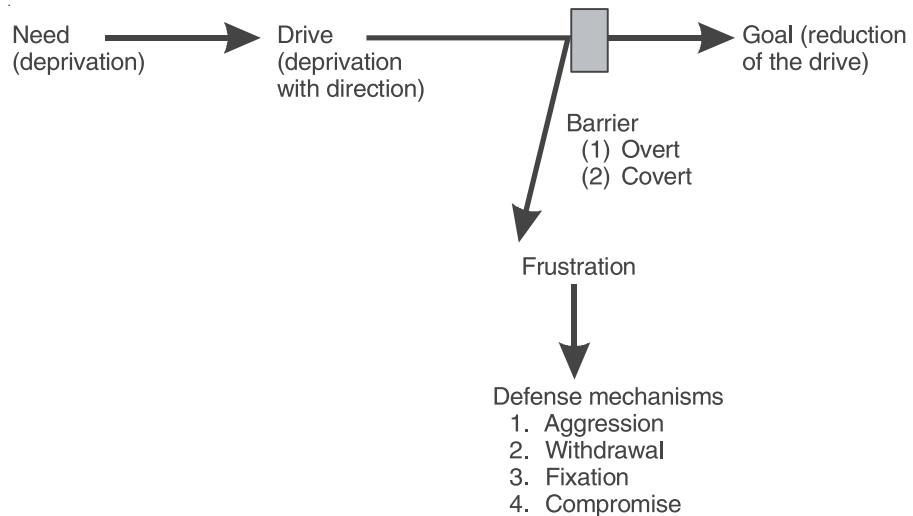 Need
(deprivation)
Drive
(deprivation
with direction)
Goal (reduction
of the drive)
Barrier
(1) Overt
(2) Covert
Frustration
Defense mechanisms
1. Aggression
2. Withdrawal
3. Fixation
4. Compromise